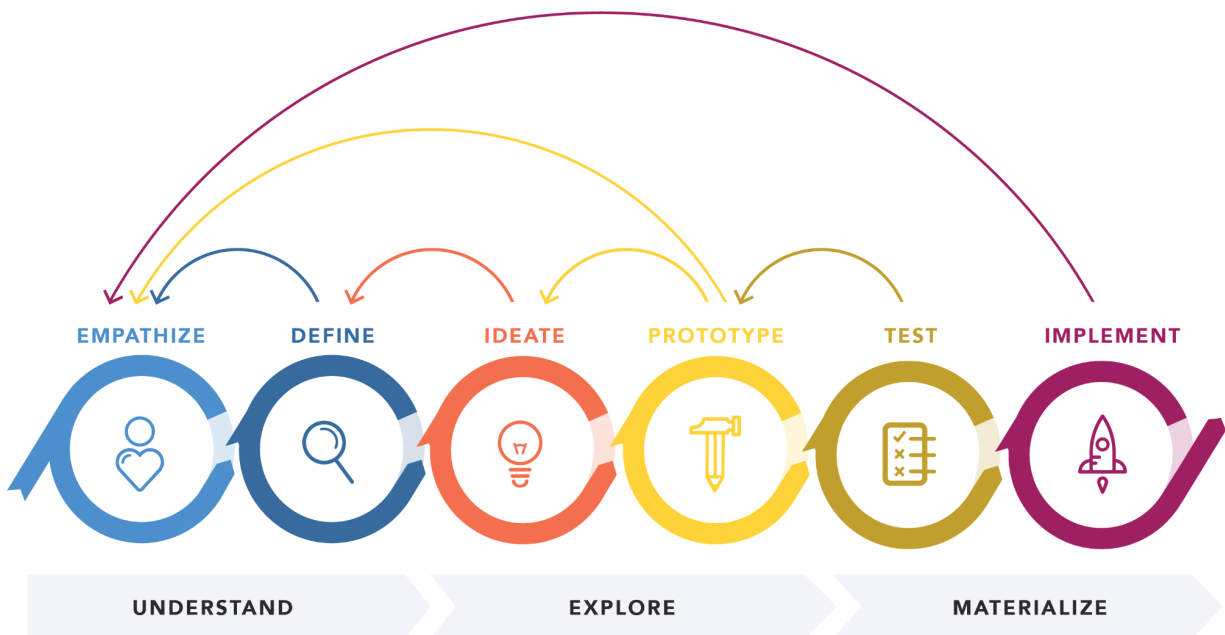 EMPATHIZE
DEFINE
IDEATE
PROTOTYPE
TEST
IMPLEMENT
UNDERSTAND
EXPLORE
MATERIALIZE